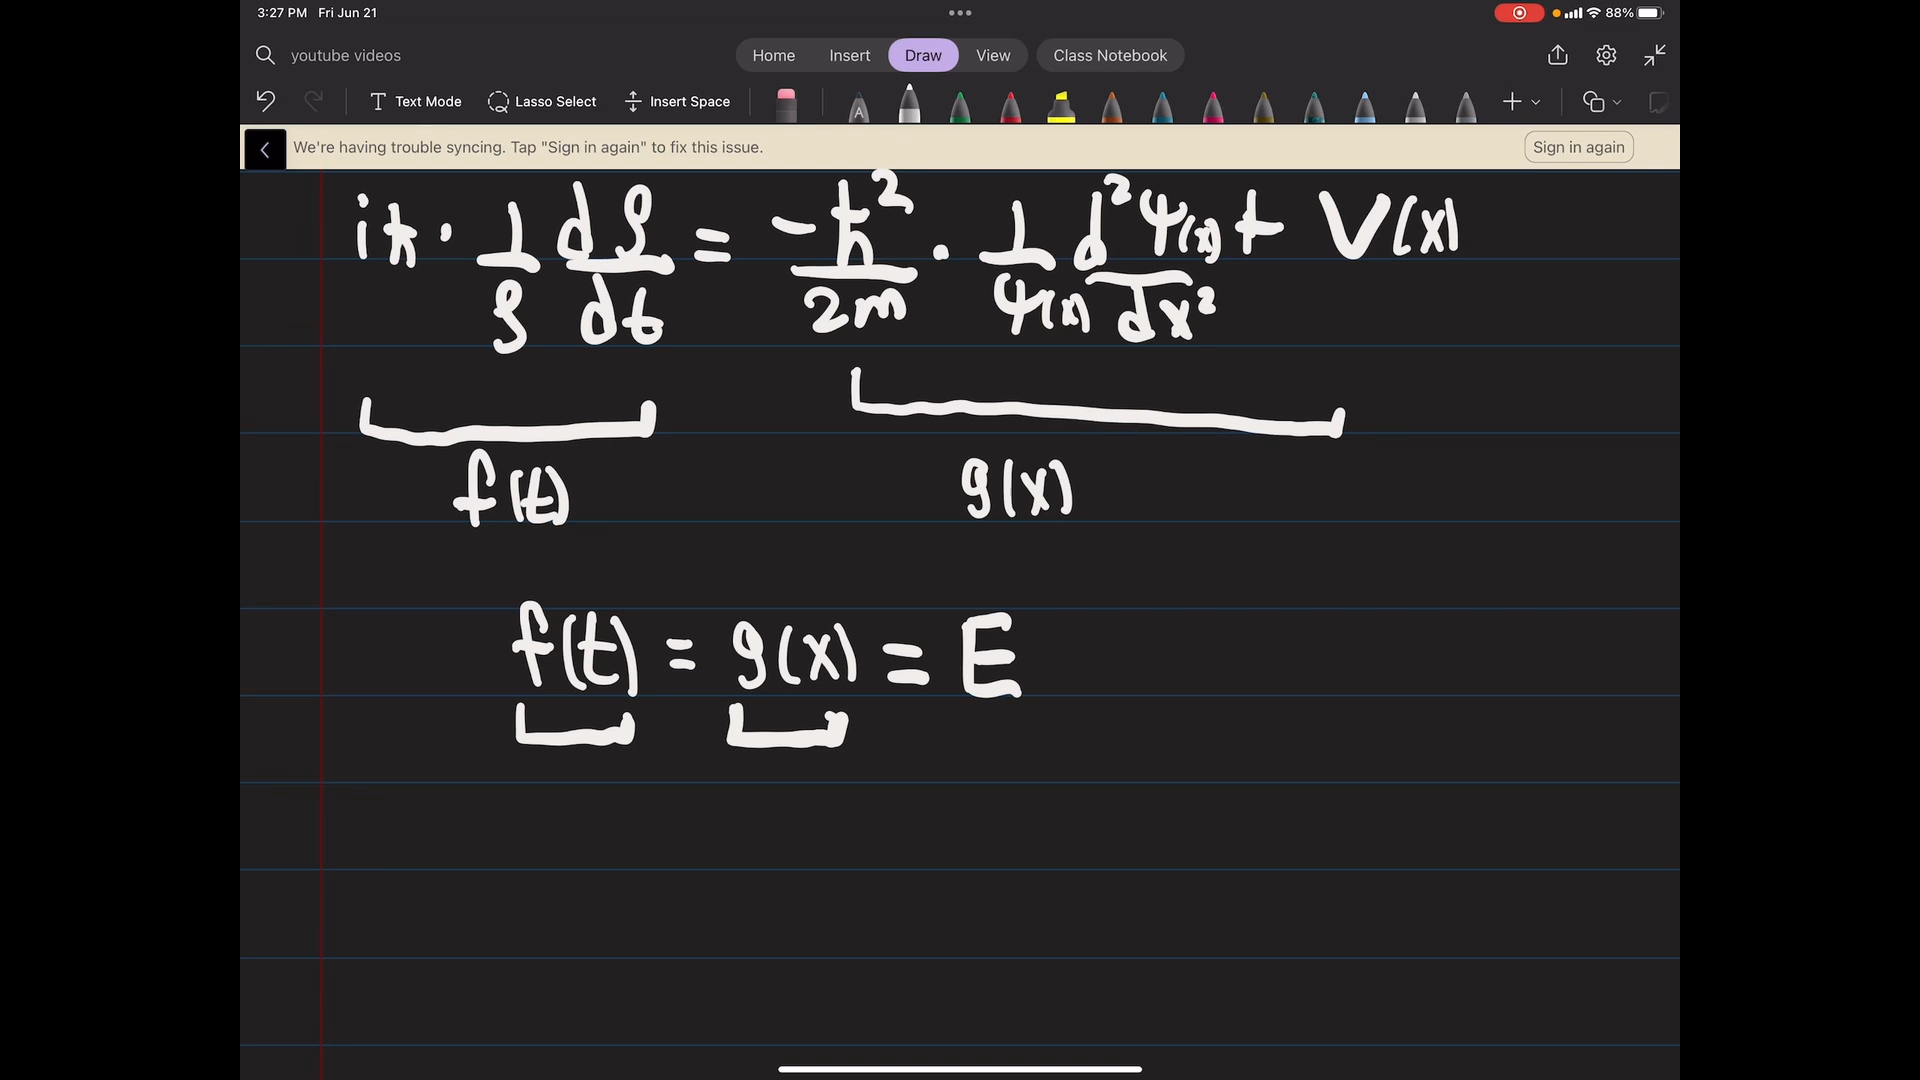 3:27 PM Fri Jun 21
88%
youtube videos
Home Insert Draw View Class Notebook
Text Mode Lasso Select Insert Space
A
We're having trouble syncing. Tap "Sign in again" to fix this issue.
Sign in again
iħ · 1/φ dφ/dt = -ħ²/2m · 1/ψ(x) d²ψ(x)/dx² + V(x)
f(t) g(x)
f(t) = g(x) = E